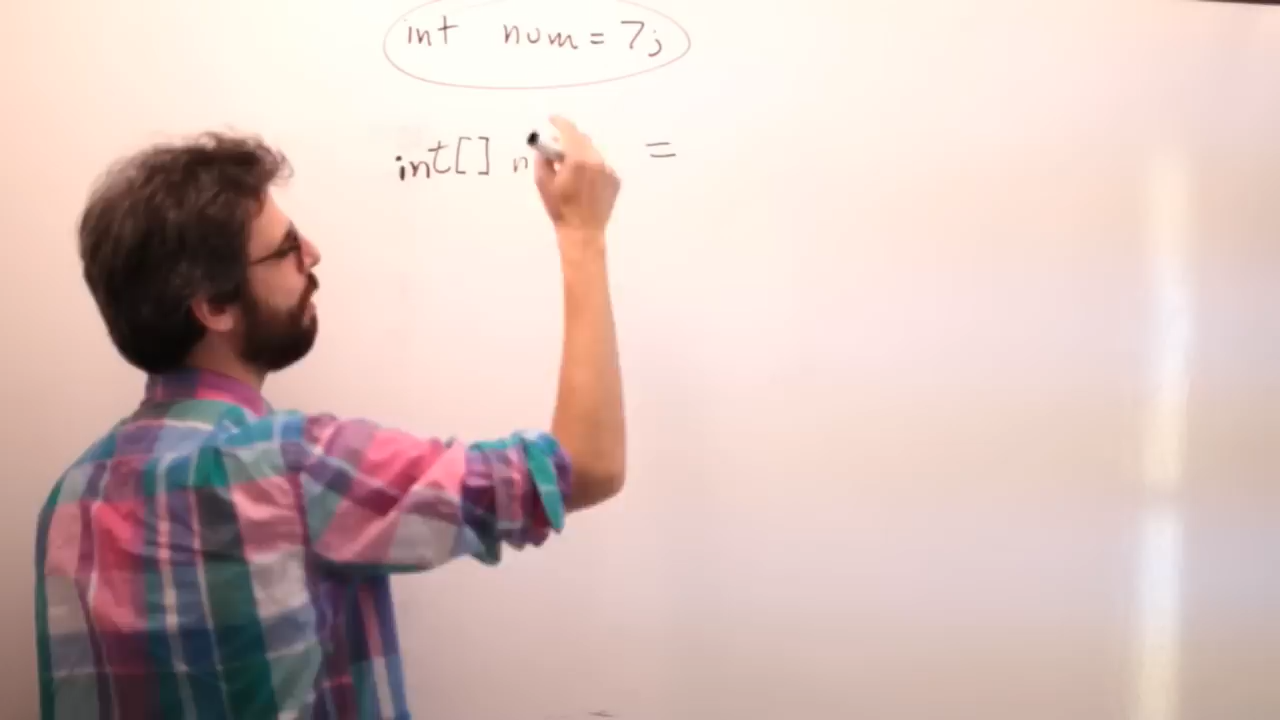 int num = 7;
int[] =